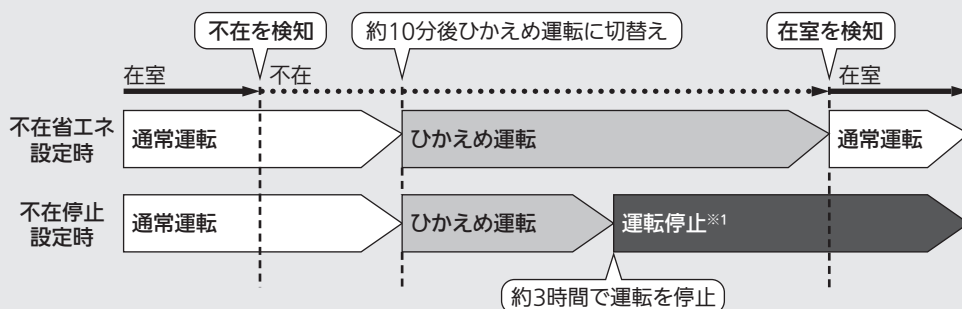 不在を検知
約10分後ひかえめ運転に切替え
在室を検知
在室
不在
在室
不在省エネ
設定時
通常運転
ひかえめ運転
通常運転
不在停止
設定時
通常運転
ひかえめ運転
運転停止※1
約3時間で運転を停止